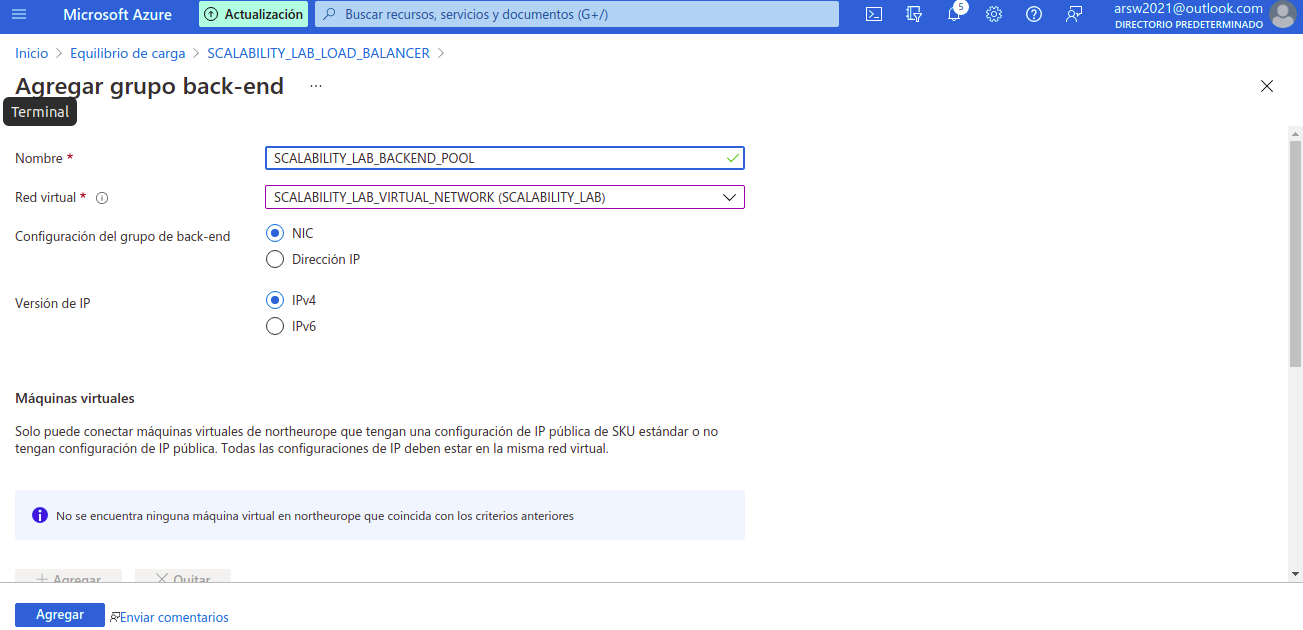 Microsoft Azure
Actualización
Buscar recursos, servicios y documentos (G+/)
5
arsw2021@outlook.com
DIRECTORIO PREDETERMINADO
Inicio > Equilibrio de carga > SCALABILITY_LAB_LOAD_BALANCER >
Agregar grupo back-end ...
Terminal
Nombre *
SCALABILITY_LAB_BACKEND_POOL
Red virtual *
SCALABILITY_LAB_VIRTUAL_NETWORK (SCALABILITY_LAB)
Configuración del grupo de back-end
NIC
Dirección IP
Versión de IP
IPv4
IPv6
Máquinas virtuales
Solo puede conectar máquinas virtuales de northeurope que tengan una configuración de IP pública de SKU estándar o no
tengan configuración de IP pública. Todas las configuraciones de IP deben estar en la misma red virtual.
No se encuentra ninguna máquina virtual en northeurope que coincida con los criterios anteriores
Agregar
Quitar
Agregar
Enviar comentarios